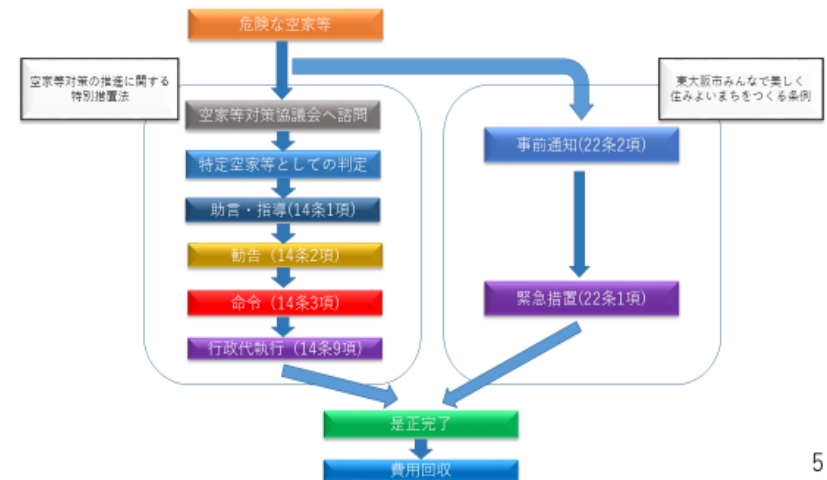 危険な空家等
空家等対策の推進に関する
特別措置法
東大阪市みんなで美しく
住みよいまちをつくる条例
空家等対策協議会へ諮問
特定空家等としての判定
助言・指導(14条1項)
勧告（14条2項）
命令（14条3項）
行政代執行（14条9項）
事前通知(22条2項)
緊急措置(22条1項)
是正完了
費用回収
5